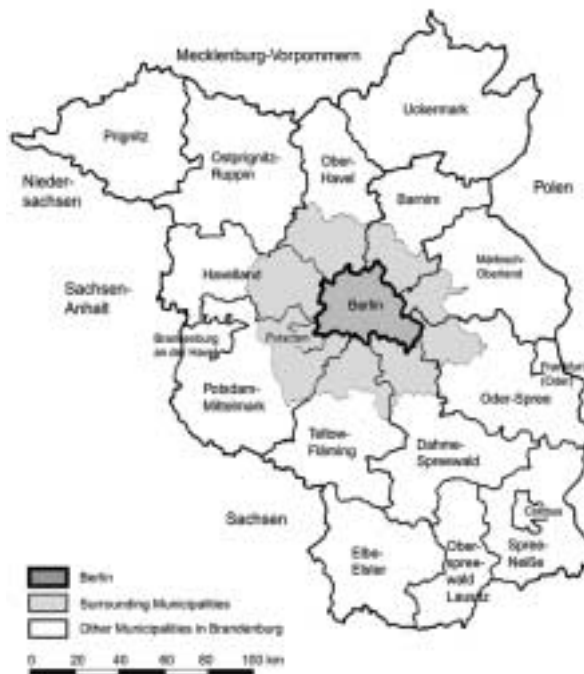 Mecklenburg-Vorpommern
Uckermark
Prignitz
Ostprignitz-
Ruppin
Ober-
Havel
Barnim
Nieder-
sachsen
Polen
Märkisch-
Oberland
Havelland
Sachsen-
Anhalt
Berlin
Brandenburg
an der Havel
Potsdam
Frankfurt
(Oder)
Potsdam-
Mittelmark
Oder-Spree
Teltow-
Fläming
Dahme-
Spreewald
Sachsen
Cottbus
Elbe-
Elster
Ober-
spree-
wald
Lausitz
Spree-
Neiße
Berlin
Surrounding Municipalities
Other Municipalities in Brandenburg
0 20 40 60 80 100 km